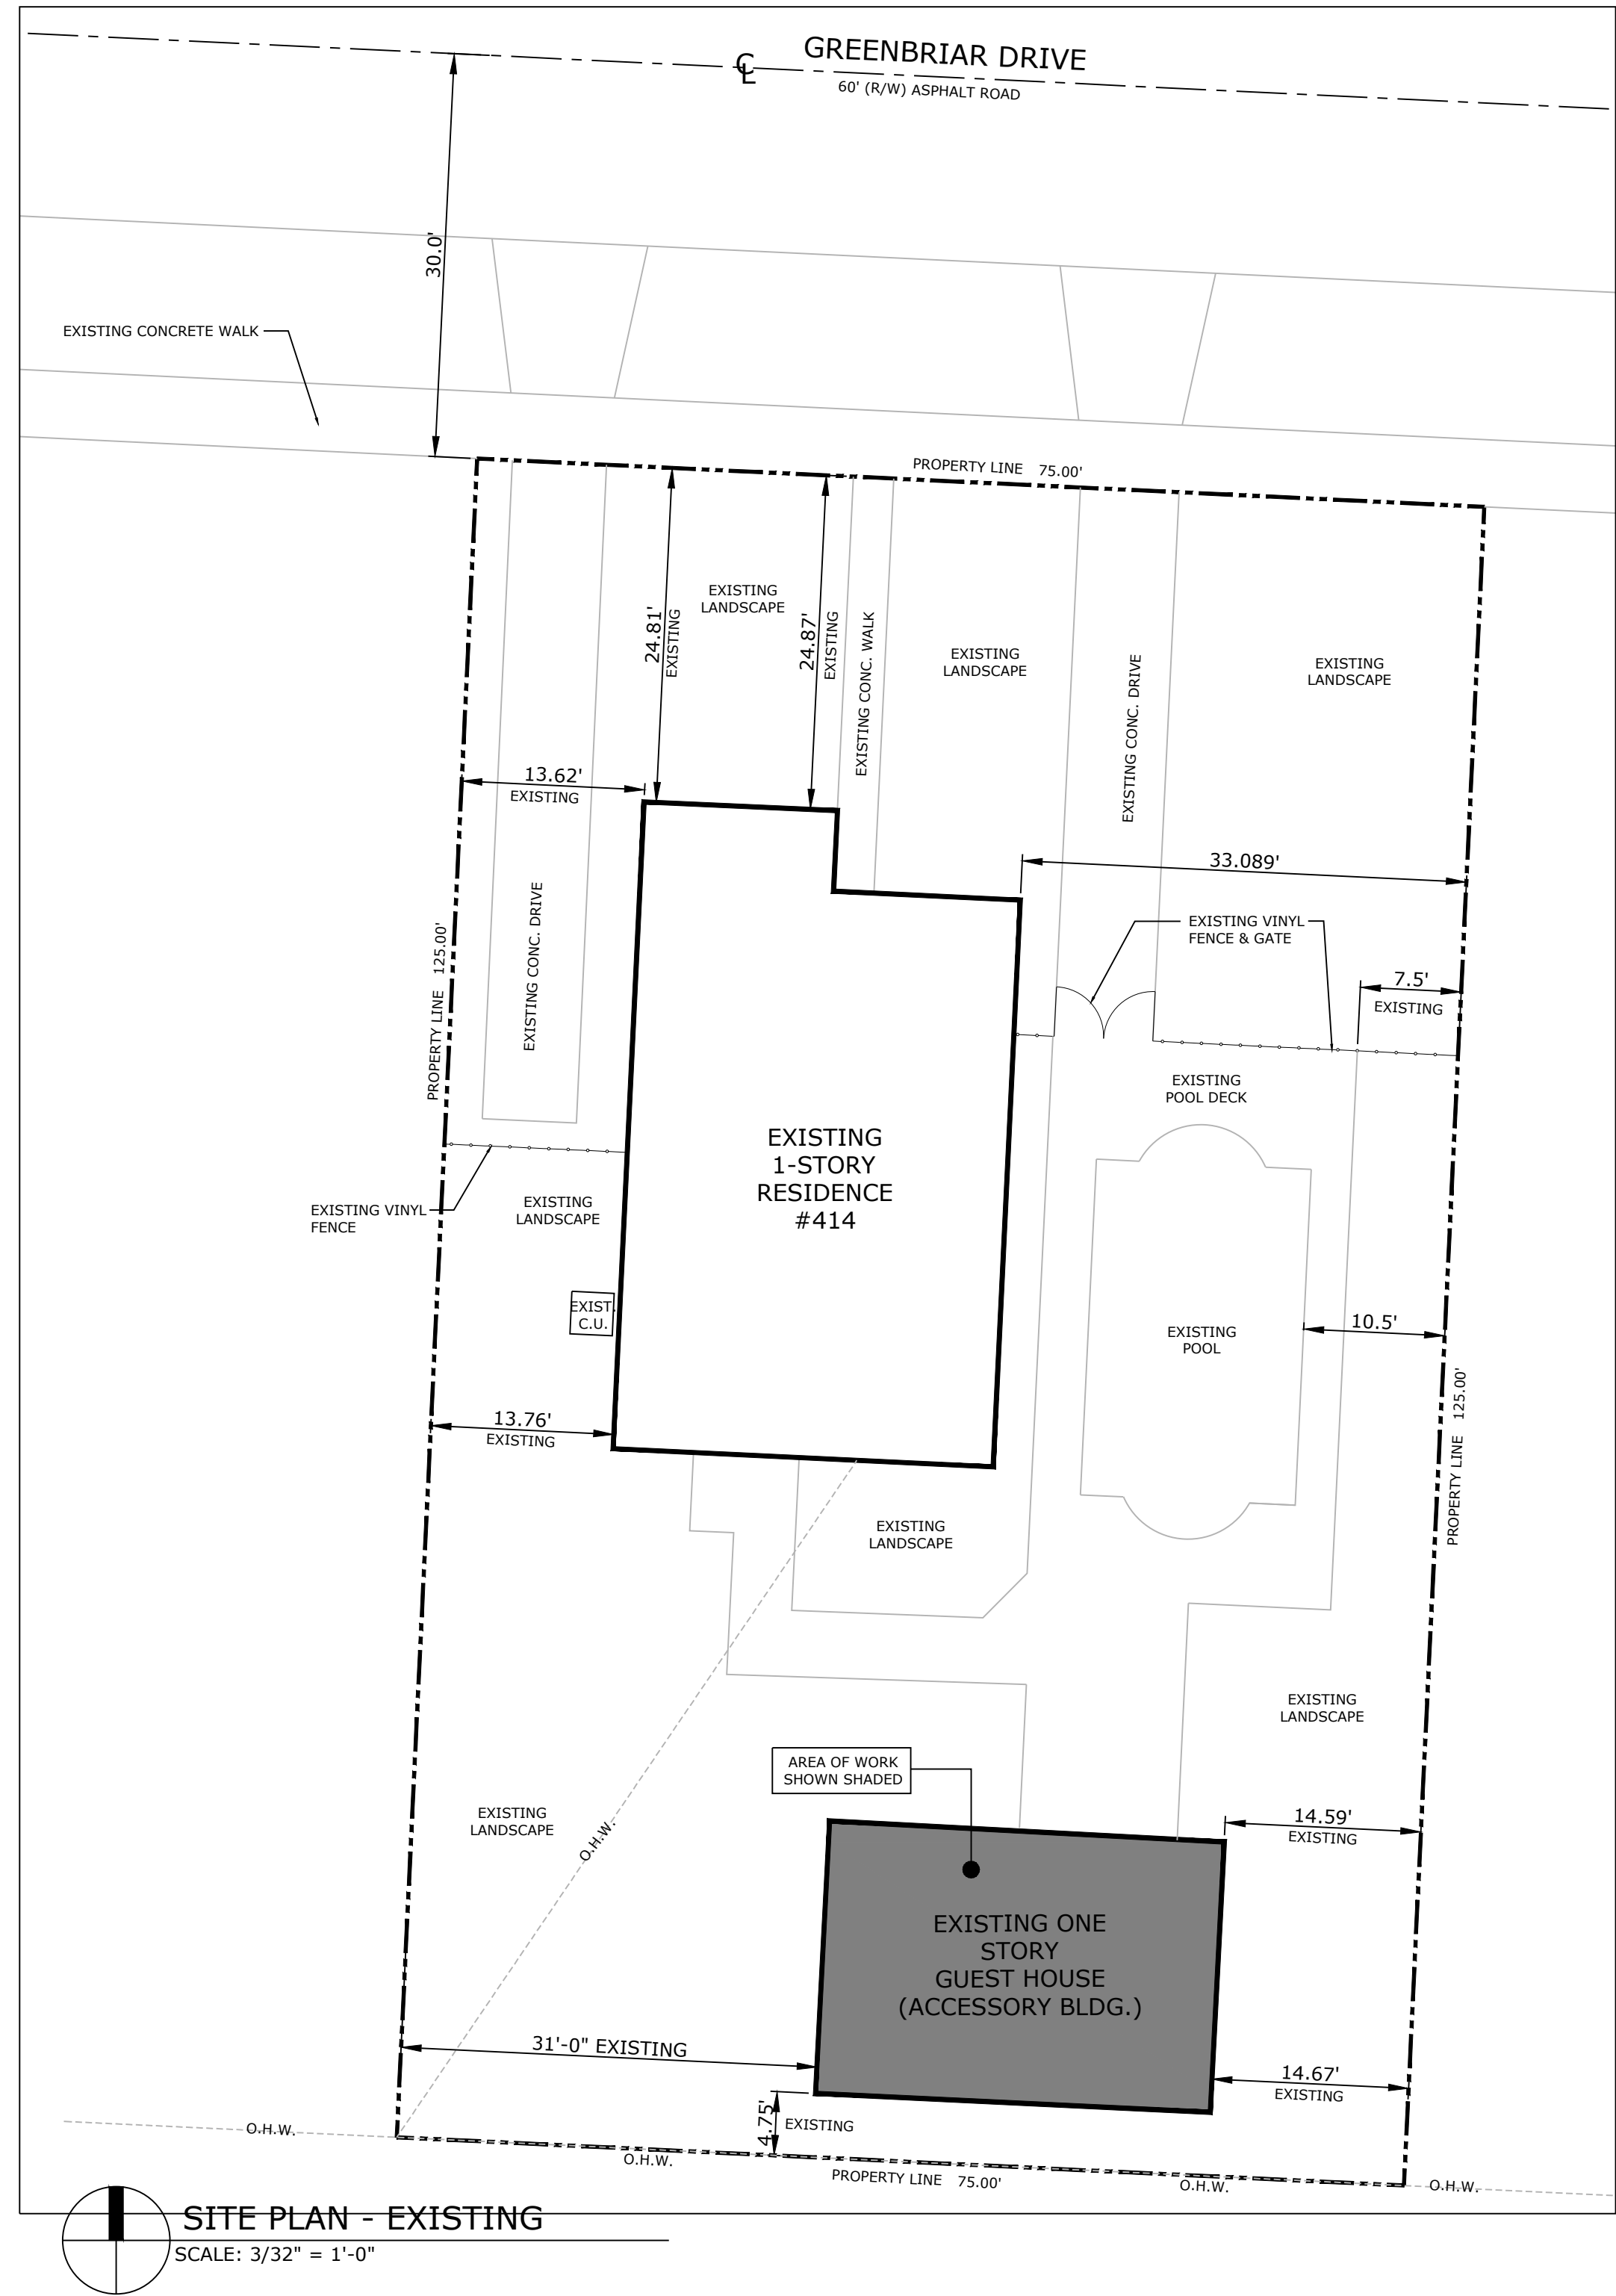 GREENBRIAR DRIVE
CL
60' (R/W) ASPHALT ROAD
30.0'
EXISTING CONCRETE WALK
PROPERTY LINE 75.00'
24.81'
EXISTING
EXISTING
LANDSCAPE
24.87'
EXISTING
EXISTING CONC. WALK
EXISTING
LANDSCAPE
EXISTING CONC. DRIVE
EXISTING
LANDSCAPE
13.62'
EXISTING
33.089'
EXISTING CONC. DRIVE
EXISTING VINYL
FENCE & GATE
7.5'
EXISTING
PROPERTY LINE 125.00'
EXISTING
POOL DECK
EXISTING
1-STORY
RESIDENCE
#414
EXISTING VINYL
FENCE
EXISTING
LANDSCAPE
EXIST.
C.U.
EXISTING
POOL
10.5'
13.76'
EXISTING
PROPERTY LINE 125.00'
EXISTING
LANDSCAPE
EXISTING
LANDSCAPE
AREA OF WORK
SHOWN SHADED
EXISTING
LANDSCAPE
O.H.W.
14.59'
EXISTING
EXISTING ONE
STORY
GUEST HOUSE
(ACCESSORY BLDG.)
31'-0" EXISTING
14.67'
EXISTING
4.75'
EXISTING
O.H.W.
O.H.W.
PROPERTY LINE 75.00'
O.H.W.
O.H.W.
SITE PLAN - EXISTING
SCALE: 3/32" = 1'-0"